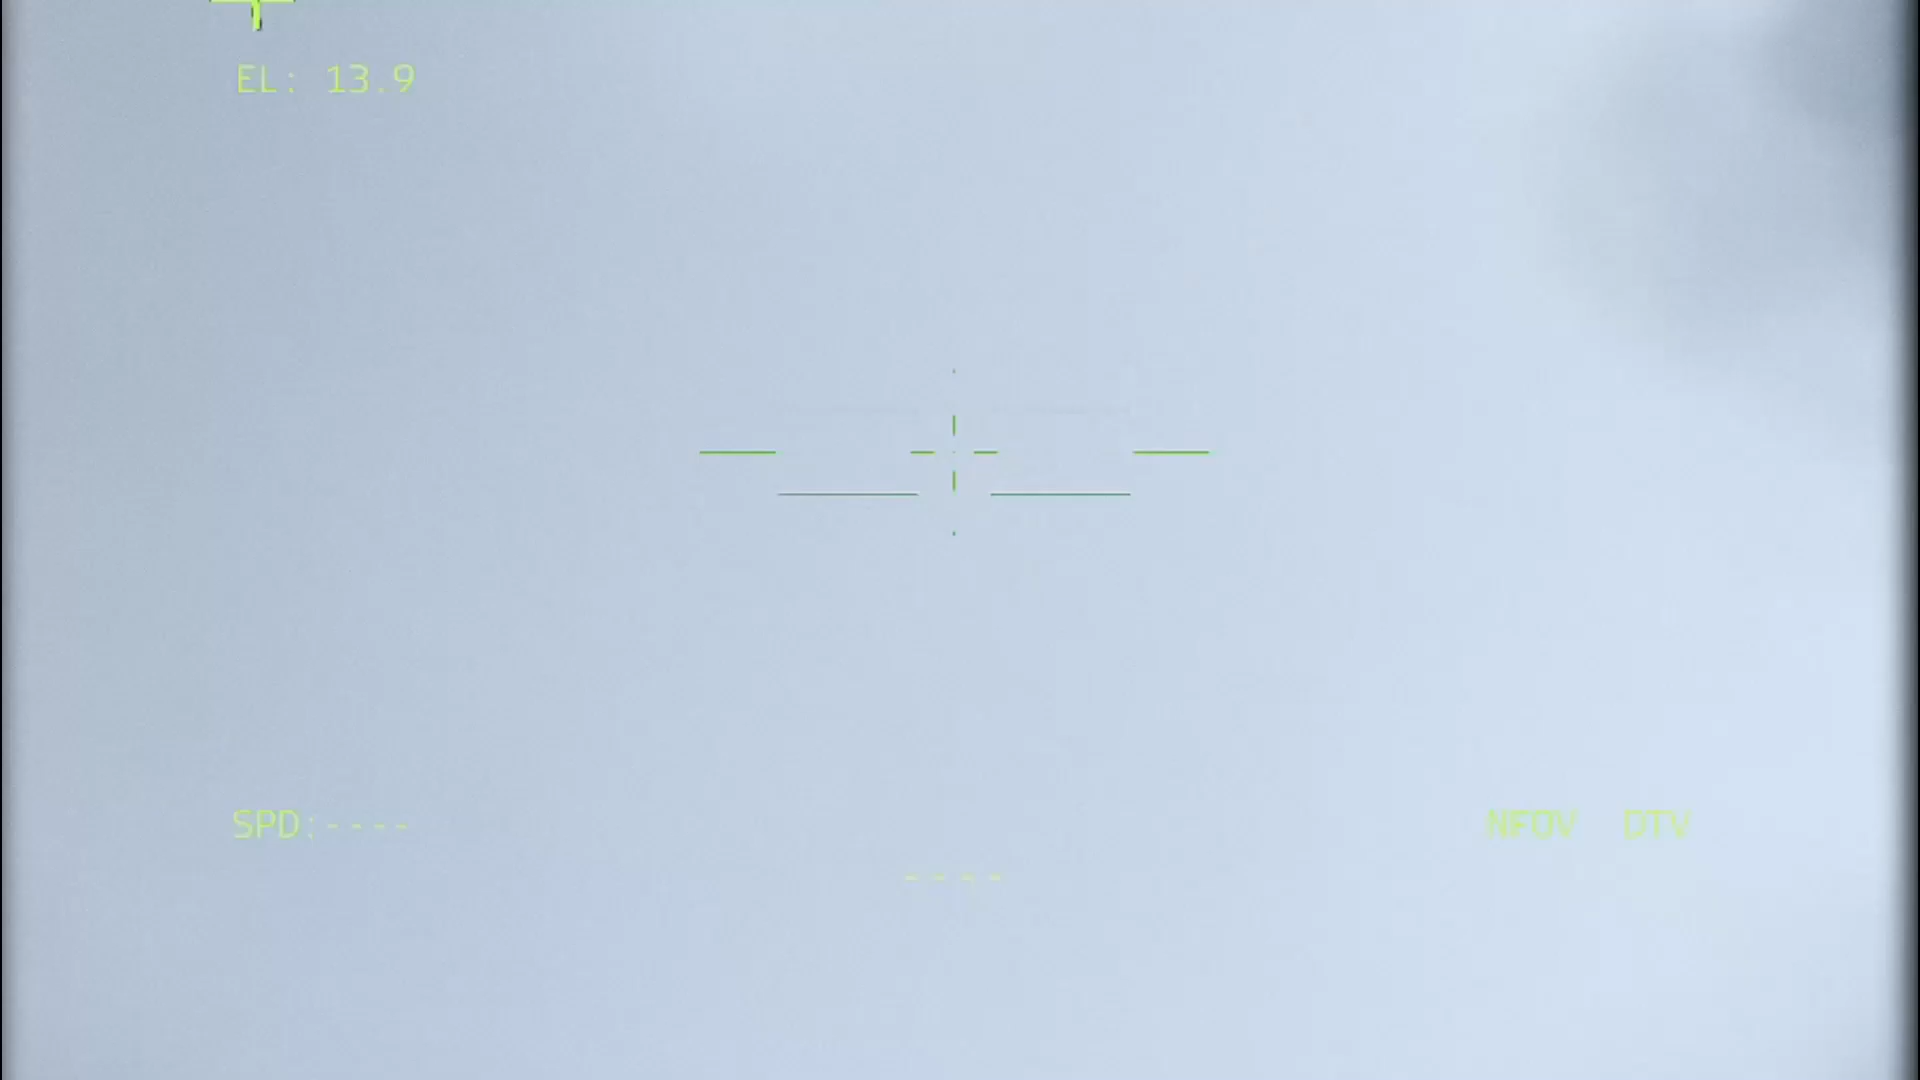 EL: 13.9
SPD:---- NFOV DTV
----